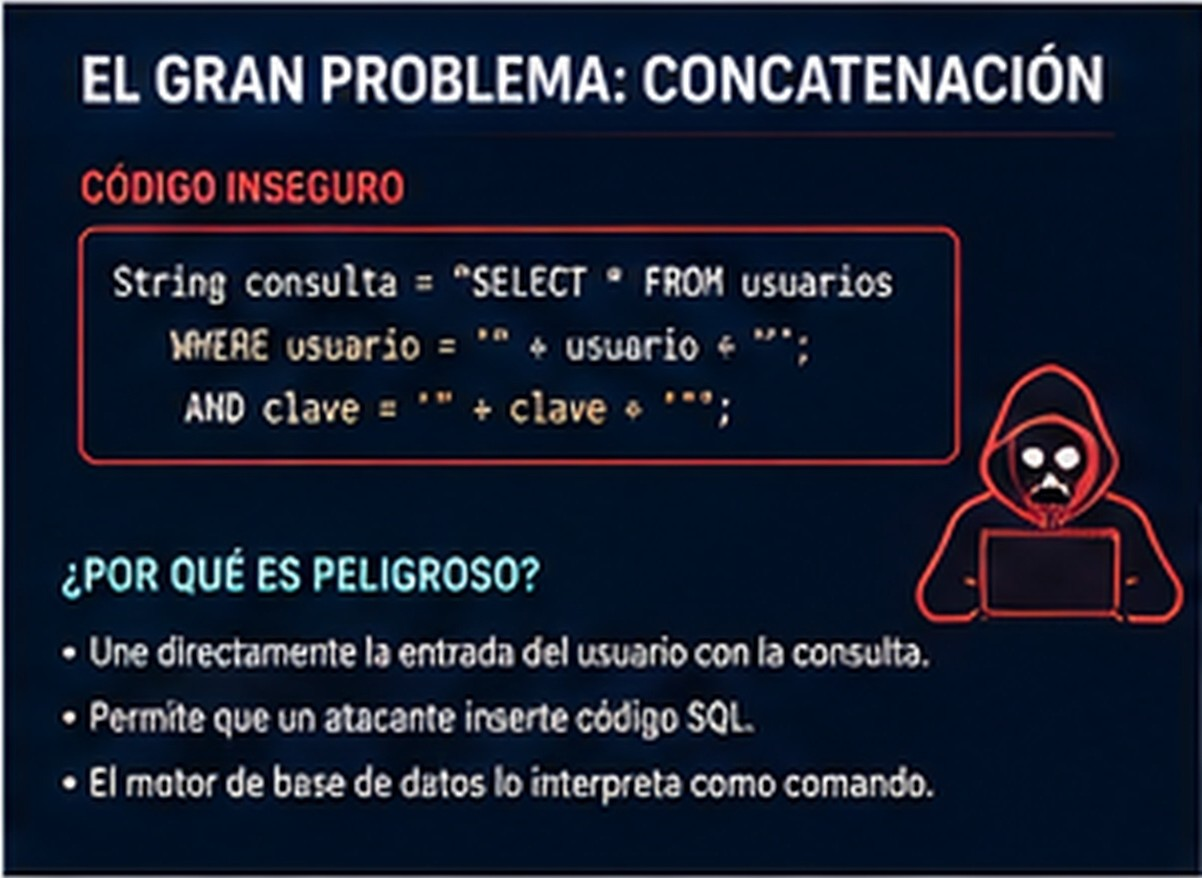 EL GRAN PROBLEMA: CONCATENACIÓN
CÓDIGO INSEGURO
String consulta = "SELECT * FROM usuarios
WHERE usuario = '" + usuario + "'";
AND clave = '" + clave + '"";
¿POR QUÉ ES PELIGROSO?
• Une directamente la entrada del usuario con la consulta.
• Permite que un atacante inserte código SQL.
• El motor de base de datos lo interpreta como comando.